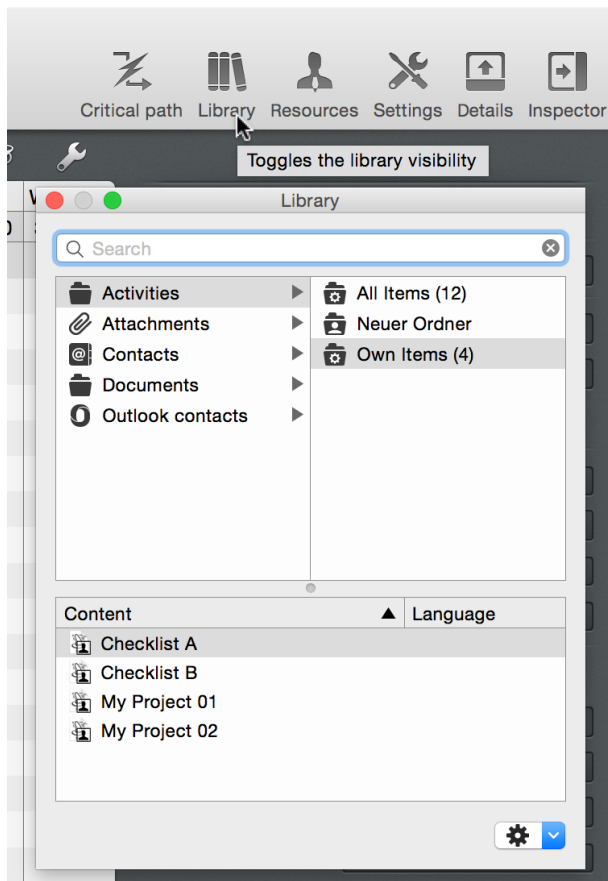 Critical path Library Resources Settings Details Inspector
Toggles the library visibility
Library
Search
Activities
Attachments
Contacts
Documents
Outlook contacts
All Items (12)
Neuer Ordner
Own Items (4)
Content Language
Checklist A
Checklist B
My Project 01
My Project 02